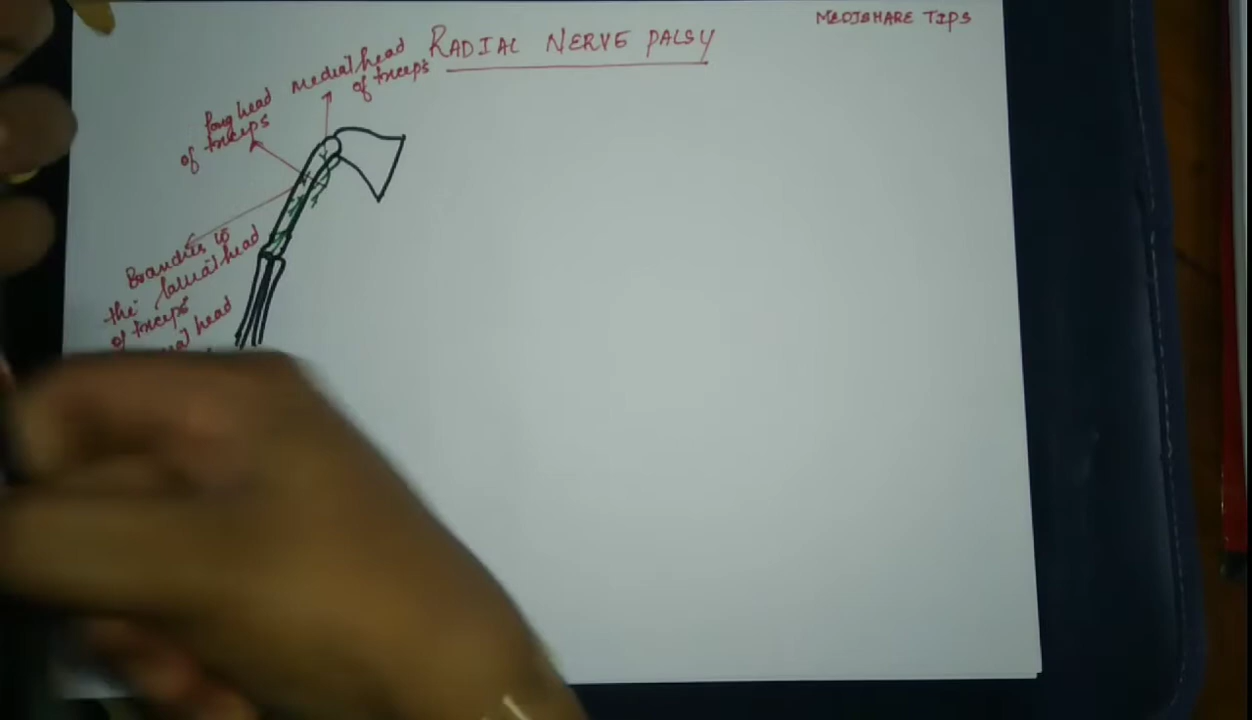 MEDISHARE TIPS
RADIAL NERVE PALSY
Medial head
of triceps
long head
of triceps
Branches to
the lateral head
of triceps
head